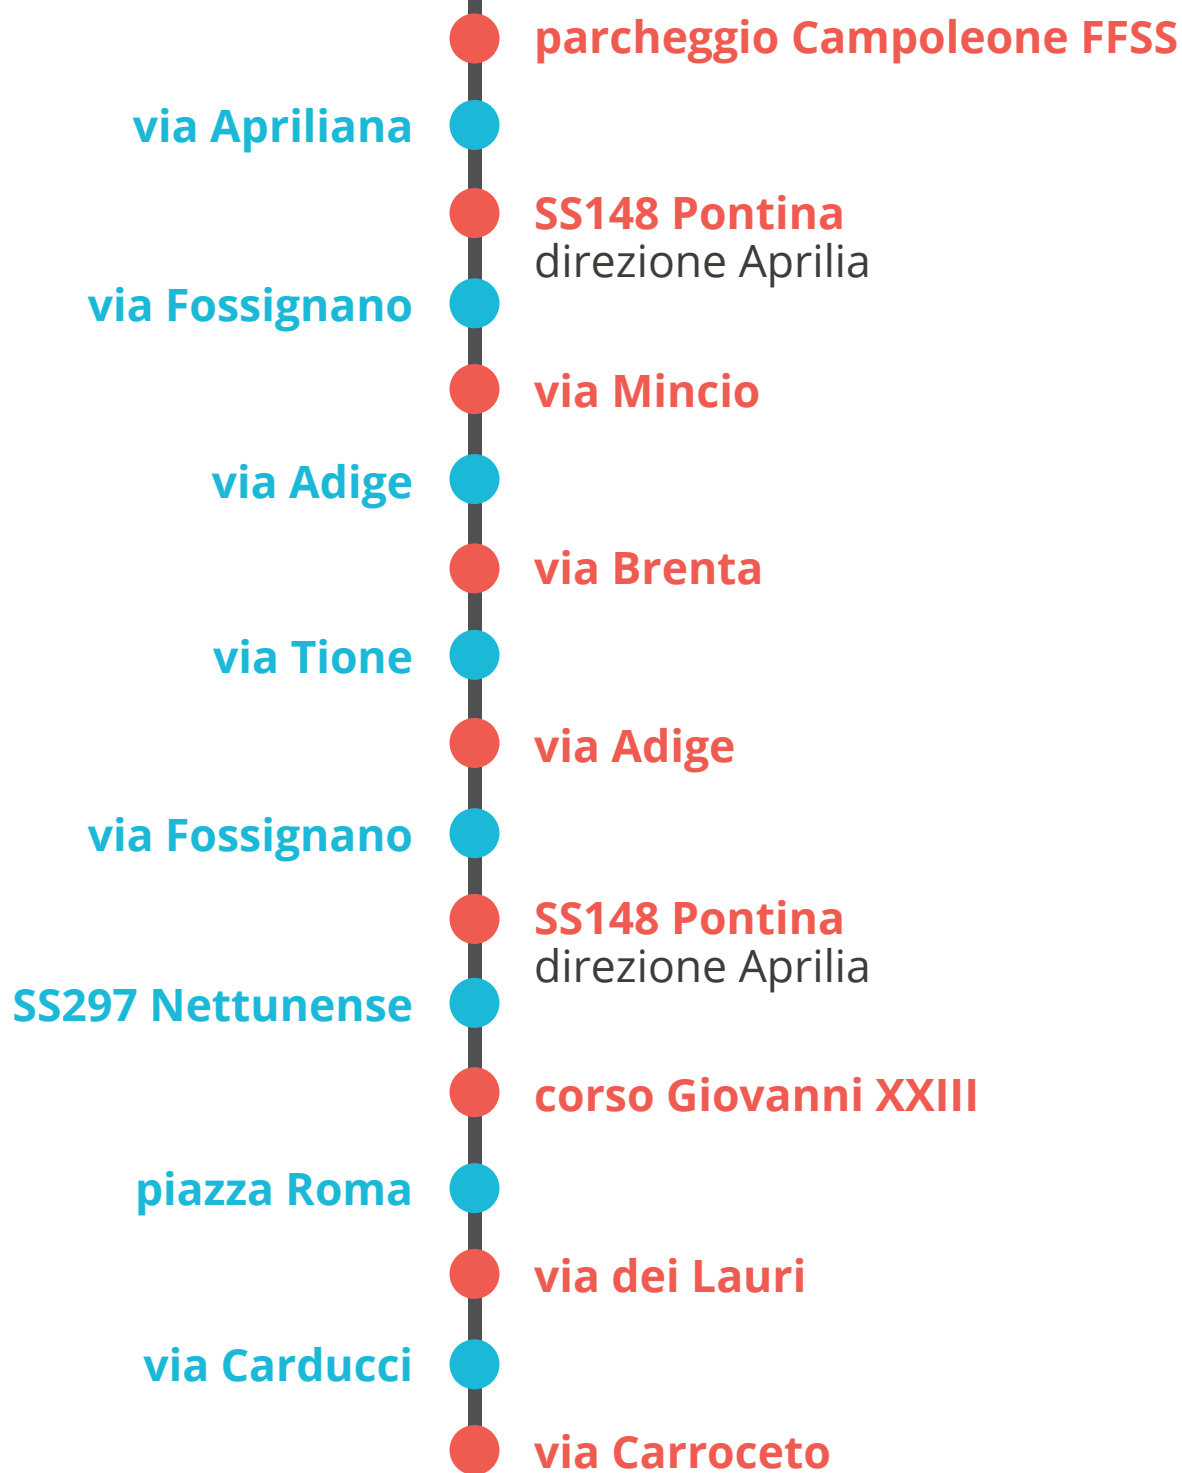 parcheggio Campoleone FFSS
via Apriliana
SS148 Pontina
direzione Aprilia
via Fossignano
via Mincio
via Adige
via Brenta
via Tione
via Adige
via Fossignano
SS148 Pontina
direzione Aprilia
SS297 Nettunense
corso Giovanni XXIII
piazza Roma
via dei Lauri
via Carducci
via Carroceto